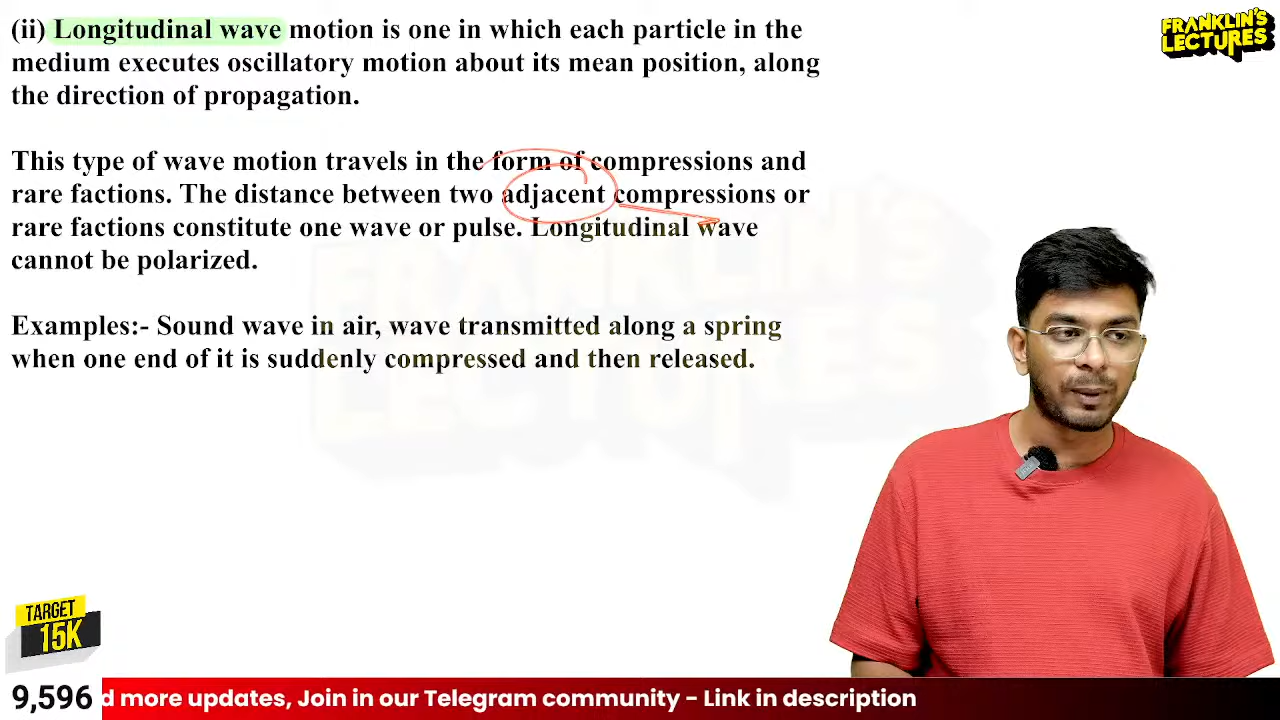 (ii) Longitudinal wave motion is one in which each particle in the
medium executes oscillatory motion about its mean position, along
the direction of propagation.
This type of wave motion travels in the form of compressions and
rare factions. The distance between two adjacent compressions or
rare factions constitute one wave or pulse. Longitudinal wave
cannot be polarized.
Examples:- Sound wave in air, wave transmitted along a spring
when one end of it is suddenly compressed and then released.
FRANKLIN'S
LECTURES
FRANKLIN'S
LECTURES
TARGET
15K
9,596
d more updates, Join in our Telegram community - Link in description